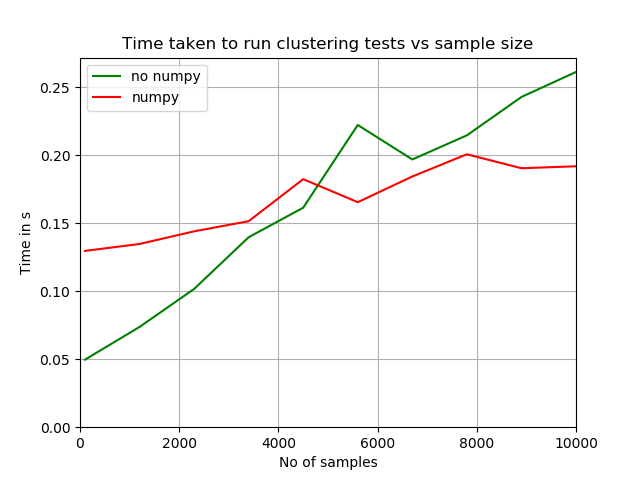 Time taken to run clustering tests vs sample size
no numpy
numpy
0.25
0.20
0.15
0.10
0.05
0.00
Time in s
0
2000
4000
6000
8000
10000
No of samples